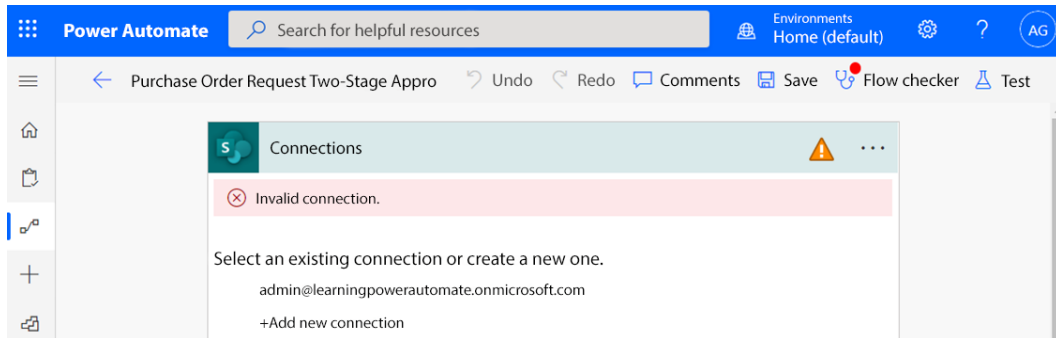 Power Automate
Search for helpful resources
Environments
Home (default)
?
AG
Purchase Order Request Two-Stage Appro
Undo
Redo
Comments
Save
Flow checker
Test
S
Connections
...
Invalid connection.
Select an existing connection or create a new one.
admin@learningpowerautomate.onmicrosoft.com
+Add new connection